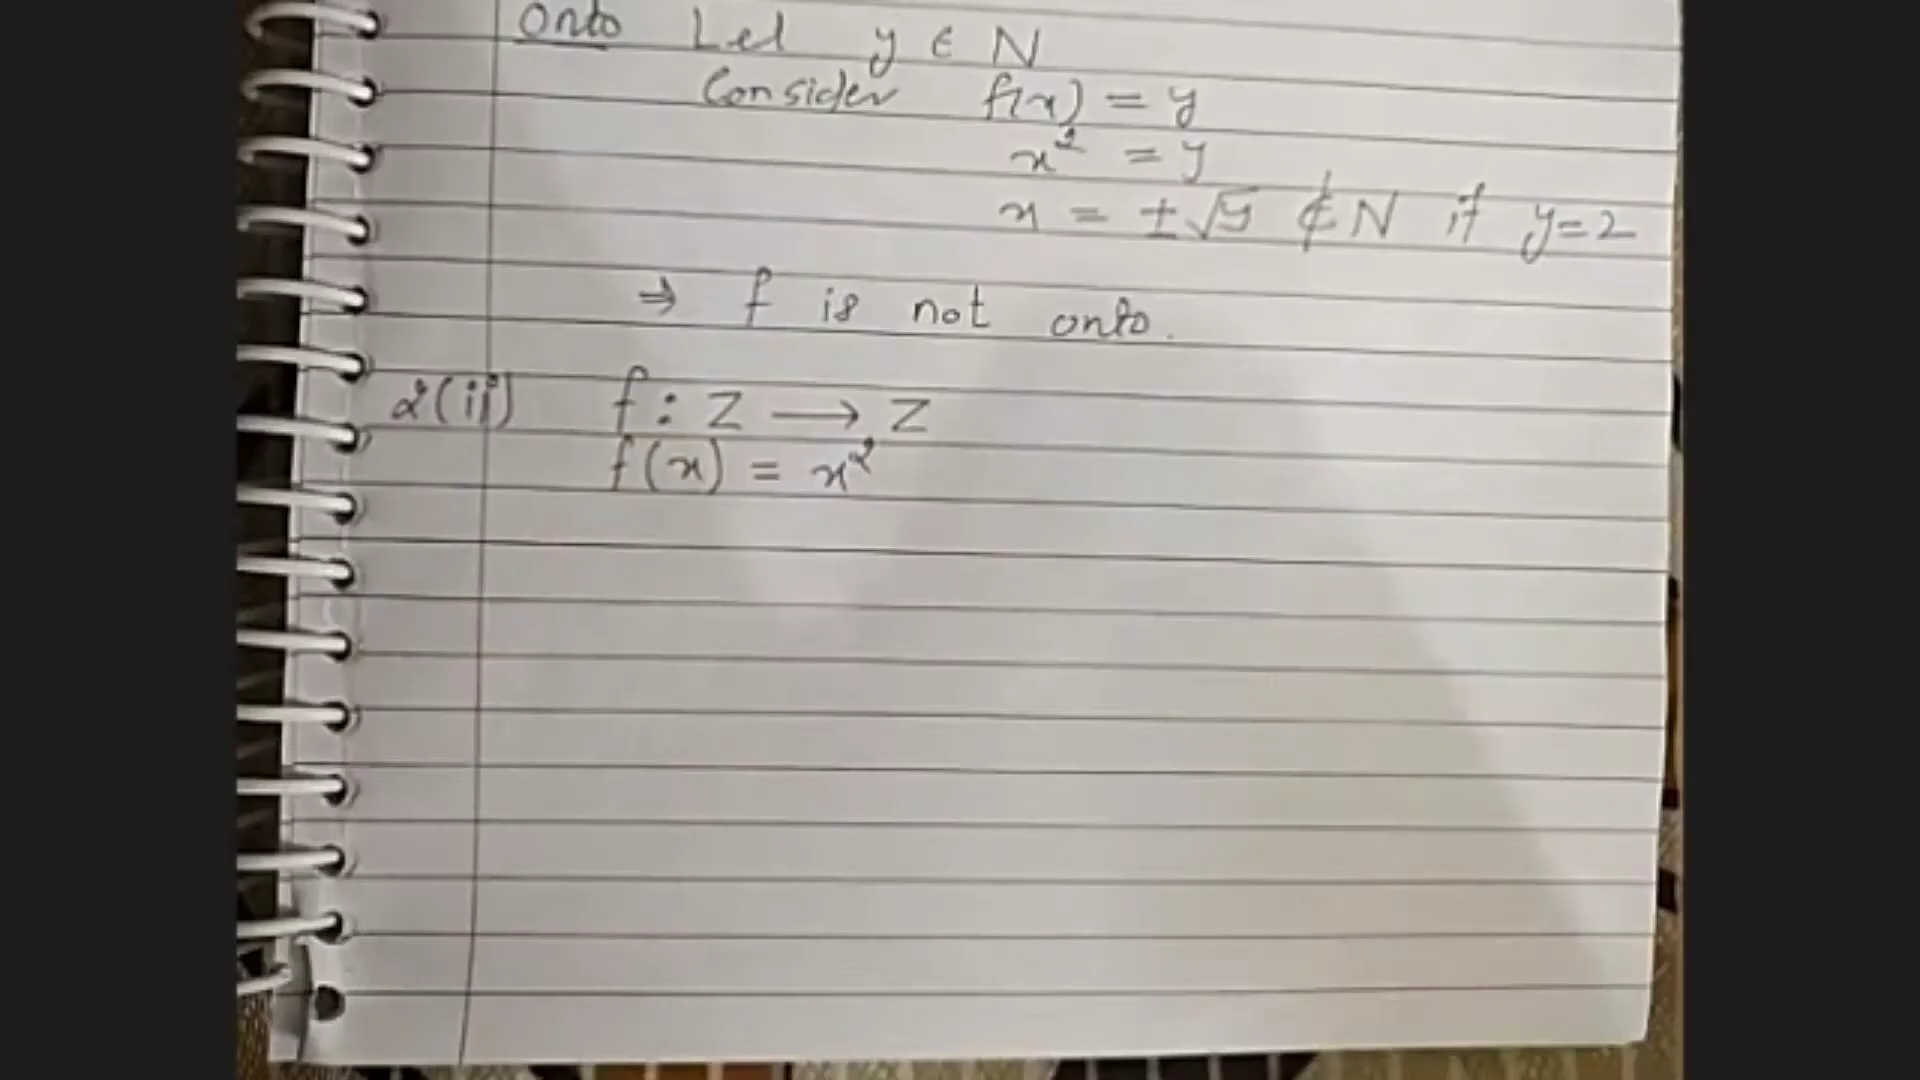 Onto Let y ∈ N
Consider f(x) = y
x² = y
x = ±√y ∉ N if y=2
⇒ f is not onto.
2(ii) f : Z → Z
f(x) = x²